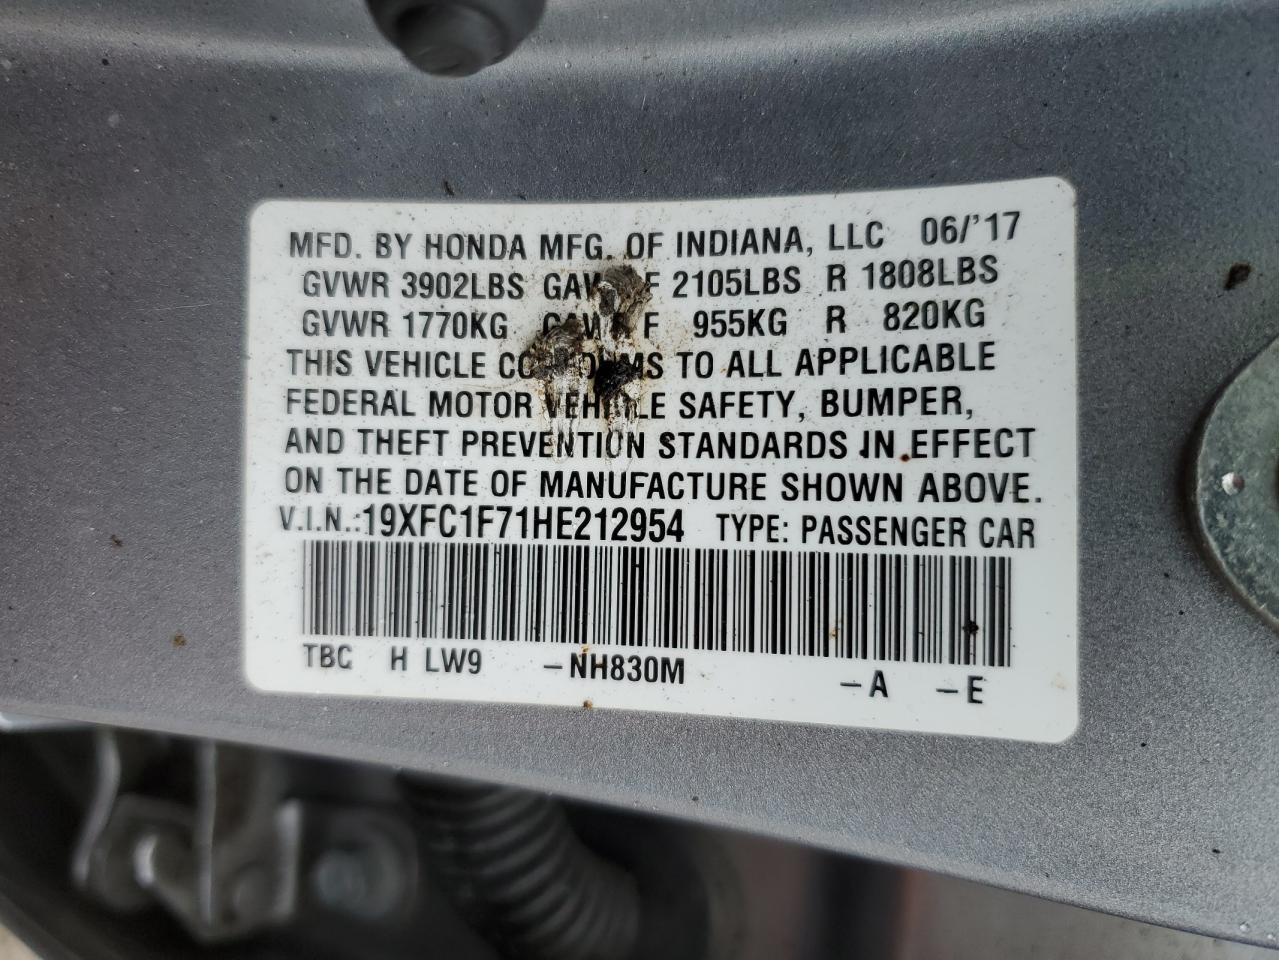 MFD. BY HONDA MFG. OF INDIANA, LLC 06/'17
GVWR 3902LBS F 2105LBS R 1808LBS
GVWR 1770KG F 955KG R 820KG
THIS VEHICLE TO ALL APPLICABLE
FEDERAL MOTOR VEHICLE SAFETY, BUMPER,
AND THEFT PREVENTION STANDARDS IN EFFECT
ON THE DATE OF MANUFACTURE SHOWN ABOVE.
V.I.N.:19XFC1F71HE212954 TYPE: PASSENGER CAR
TBC H LW9 -NH830M -A -E